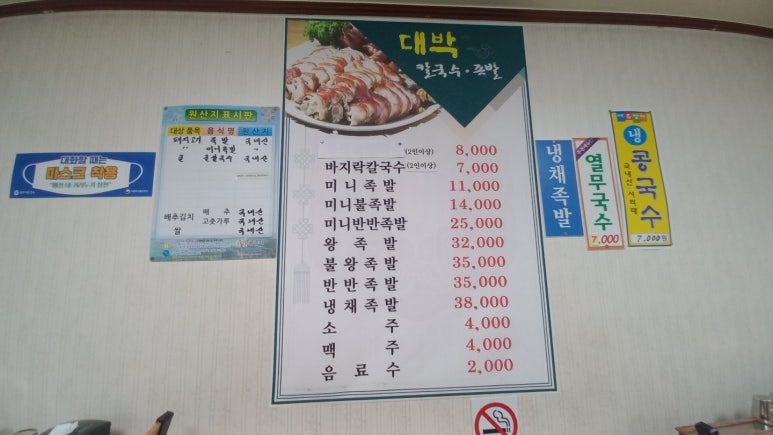 대박
칼국수·족발
(2인이상) 8,000
바지락칼국수(2인이상) 7,000
미니족발 11,000
미니불족발 14,000
미니반반족발 25,000
왕족발 32,000
불왕족발 35,000
반반족발 35,000
냉채족발 38,000
소주 4,000
맥주 4,000
음료수 2,000
대화할 때는
마스크 착용
원산지 표시판
대상 품목 음식명 원산지
돼지고기 족발 국내산
미니족발
굴 굴칼국수 국내산
배추김치 배추 국내산
고춧가루 국내산
쌀 국내산
냉채족발
열무국수
7,000
냉콩국수
국내산 서리태
7,000원